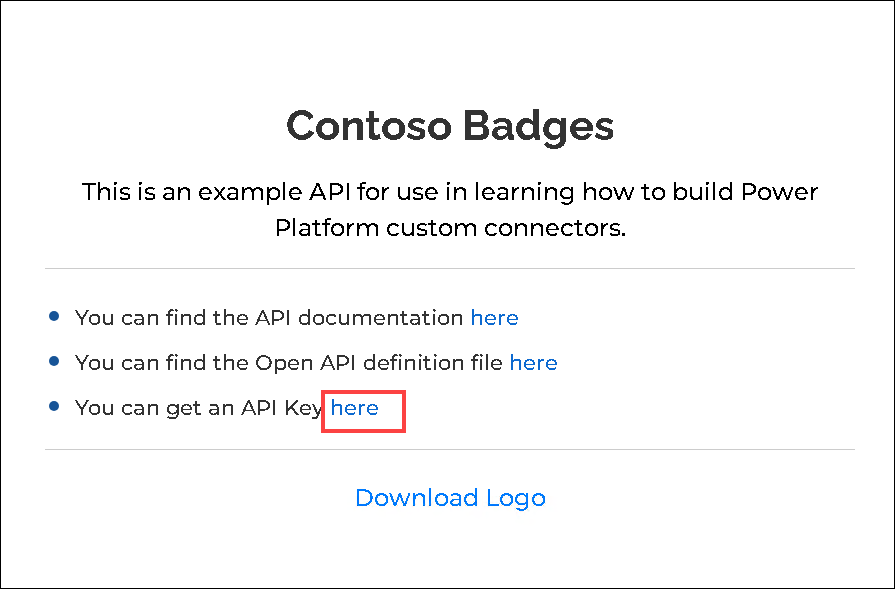 Contoso Badges
This is an example API for use in learning how to build Power
Platform custom connectors.
You can find the API documentation here
You can find the Open API definition file here
You can get an API Key here
Download Logo